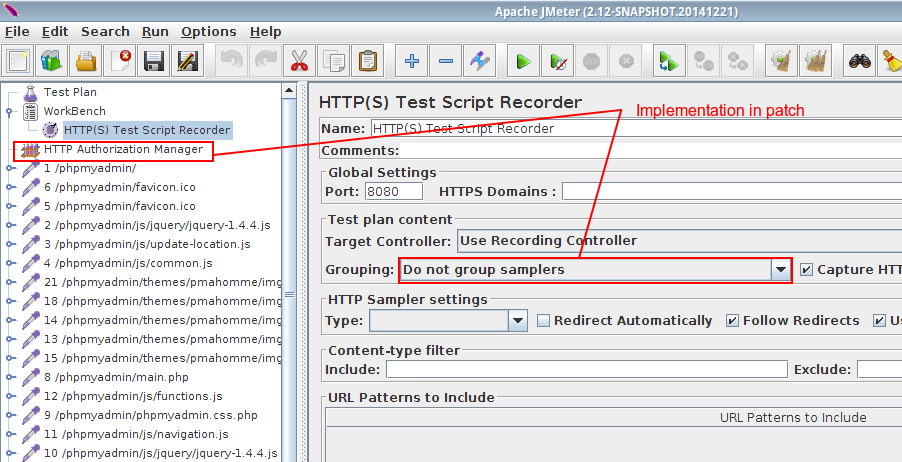 Apache JMeter (2.12-SNAPSHOT.20141221)
File Edit Search Run Options Help
Test Plan
WorkBench
HTTP(S) Test Script Recorder
HTTP Authorization Manager
1 /phpmyadmin/
6 /phpmyadmin/favicon.ico
5 /phpmyadmin/favicon.ico
2 /phpmyadmin/js/jquery/jquery-1.4.4.js
3 /phpmyadmin/js/update-location.js
4 /phpmyadmin/js/common.js
21 /phpmyadmin/themes/pmahomme/img
18 /phpmyadmin/themes/pmahomme/img
14 /phpmyadmin/themes/pmahomme/img
13 /phpmyadmin/themes/pmahomme/img
15 /phpmyadmin/themes/pmahomme/img
8 /phpmyadmin/main.php
12 /phpmyadmin/js/functions.js
9 /phpmyadmin/phpmyadmin.css.php
11 /phpmyadmin/js/navigation.js
10 /phpmyadmin/js/jquery/jquery-1.4.4.js
HTTP(S) Test Script Recorder
Implementation in patch
Name: HTTP(S) Test Script Recorder
Comments:
Global Settings
Port: 8080 HTTPS Domains :
Test plan content
Target Controller: Use Recording Controller
Grouping: Do not group samplers Capture HTT
HTTP Sampler settings
Type: Redirect Automatically Follow Redirects Us
Content-type filter
Include: Exclude:
URL Patterns to Include
URL Patterns to Include